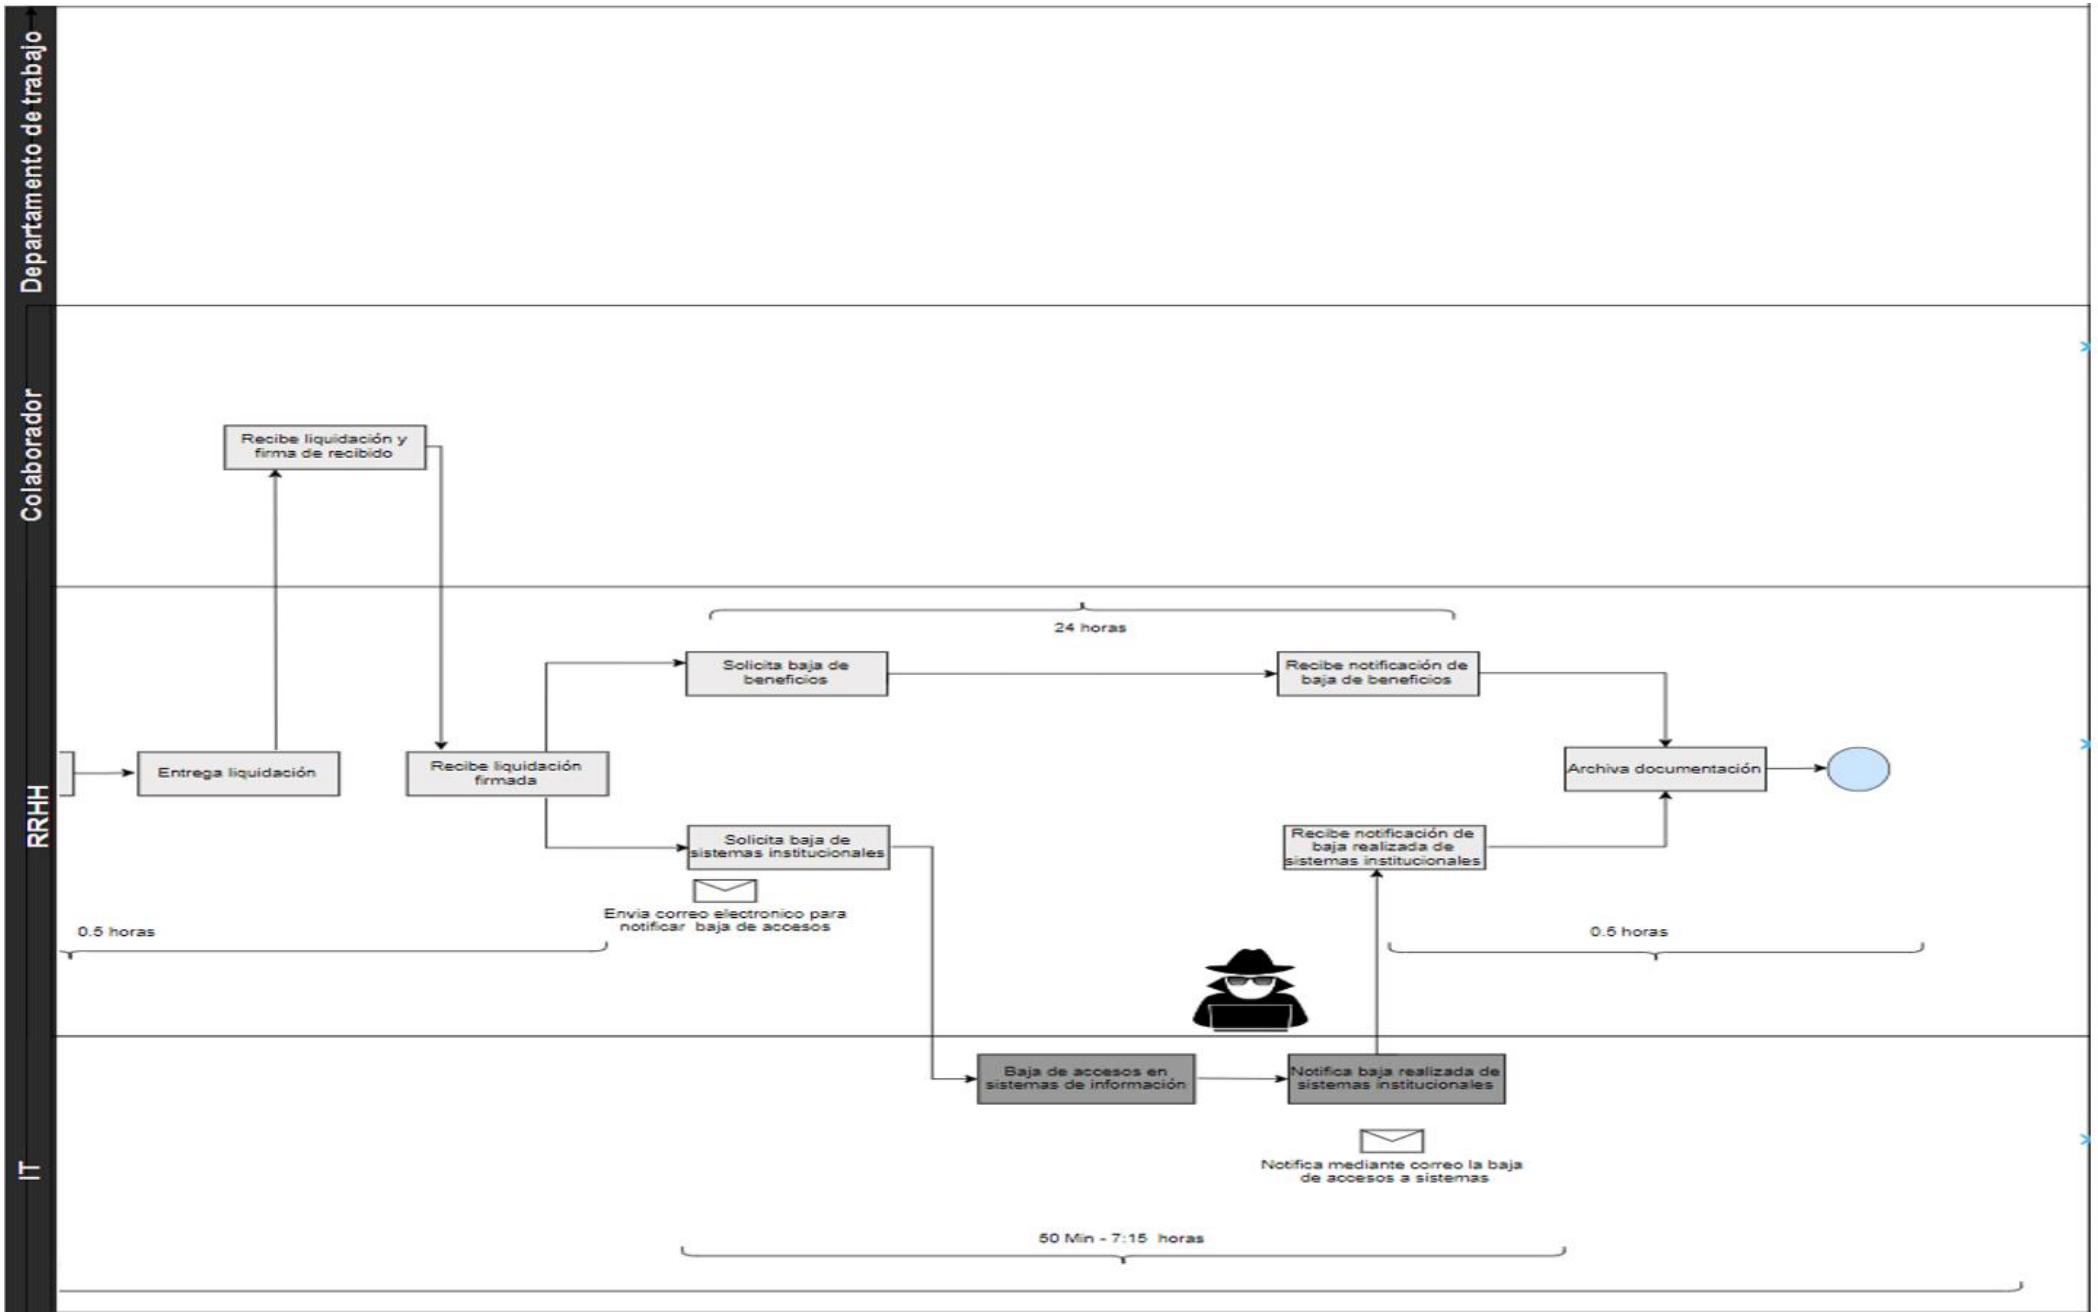 Departamento de trabajo
Colaborador
Recibe liquidación y
firma de recibido
RRHH
24 horas
Solicita baja de
beneficios
Recibe notificación de
baja de beneficios
Entrega liquidación
Recibe liquidación
firmada
Archiva documentación
Solicita baja de
sistemas institucionales
Recibe notificación de
baja realizada de
sistemas institucionales
Envia correo electronico para
notificar baja de accesos
0.5 horas
0.5 horas
IT
Baja de accesos en
sistemas de información
Notifica baja realizada de
sistemas institucionales
Notifica mediante correo la baja
de accesos a sistemas
50 Min - 7:15 horas